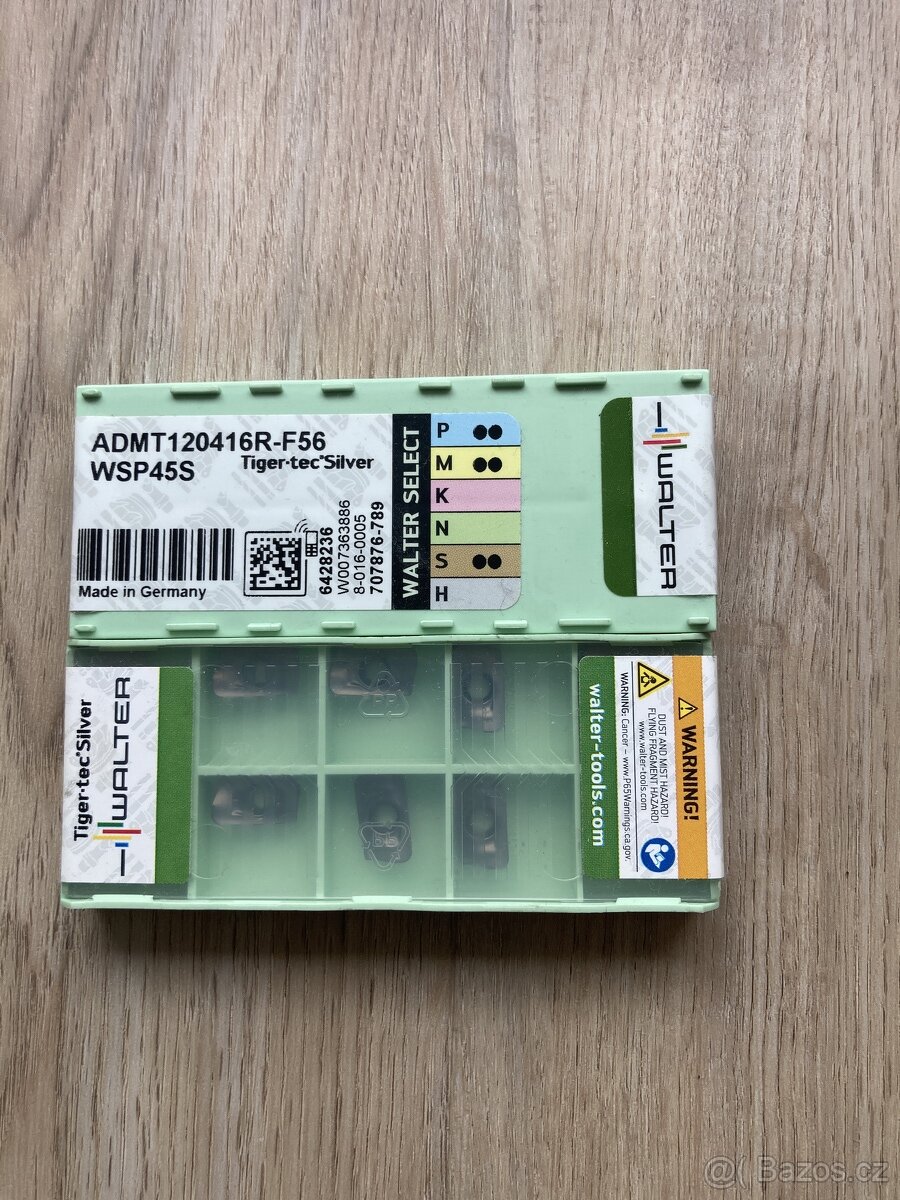 ADMT120416R-F56
WSP45S
Tiger·tec®Silver
Made in Germany
6428236
W007363886
8-016-0005
707876-789
WALTER SELECT
P
M
K
N
S
H
WALTER
Tiger·tec®Silver
WALTER
walter-tools.com
WARNING!
DUST AND MIST HAZARD!
FLYING FRAGMENT HAZARD!
www.walter-tools.com
WARNING: Cancer – www.P65Warnings.ca.gov.
@( Bazos.cz